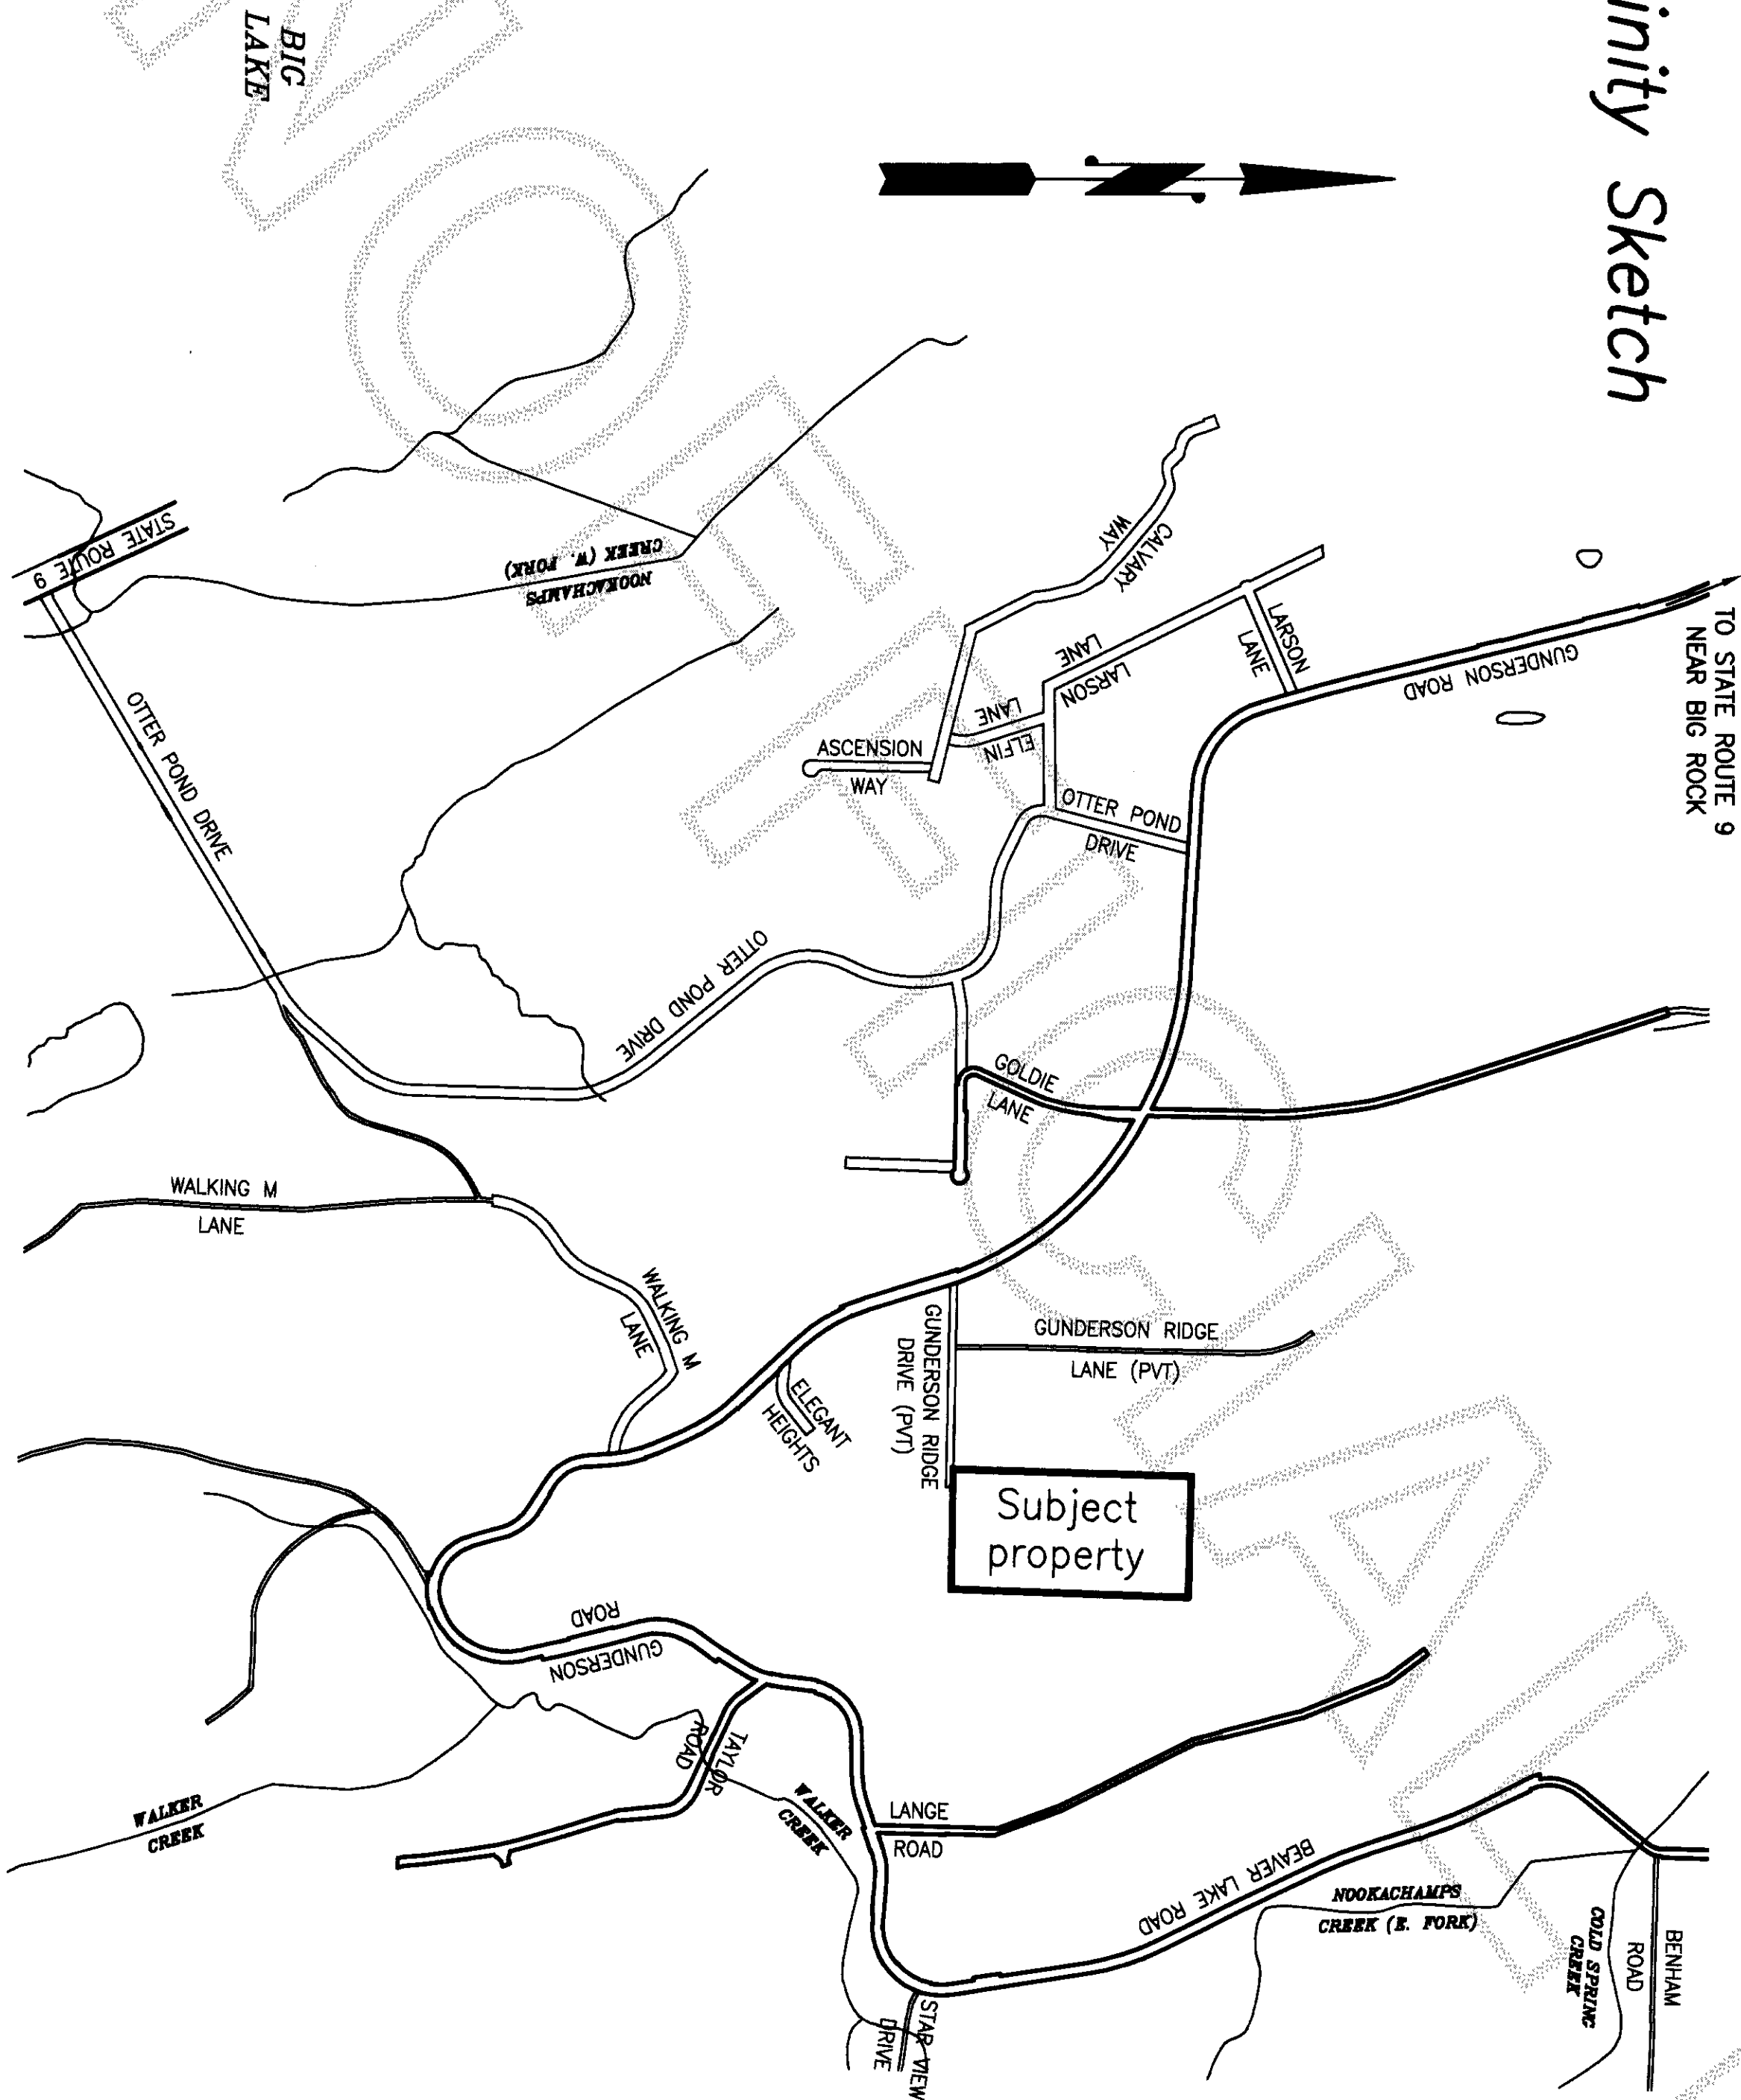 inity Sketch
BIG
LAKE
N
TO STATE ROUTE 9
NEAR BIG ROCK
GUNDERSON ROAD
LARSON
LANE
CALVARY
WAY
LANE
LARSON
LANE
ELFIN
ASCENSION
WAY
OTTER POND
DRIVE
STATE ROUTE 9
NOOKACHAMPS
CREEK (W. FORK)
OTTER POND DRIVE
OTTER POND DRIVE
GOLDIE
LANE
WALKING M
LANE
WALKING M
LANE
GUNDERSON RIDGE
DRIVE (PVT)
GUNDERSON RIDGE
LANE (PVT)
ELEGANT
HEIGHTS
Subject
property
GUNDERSON
ROAD
TAYLOR
ROAD
WALKER
CREEK
WALKER
CREEK
LANGE
ROAD
BEAVER LAKE ROAD
NOOKACHAMPS
CREEK (E. FORK)
COLD SPRING
CREEK
BENHAM
ROAD
STAR VIEW
DRIVE
UNOFFICIAL